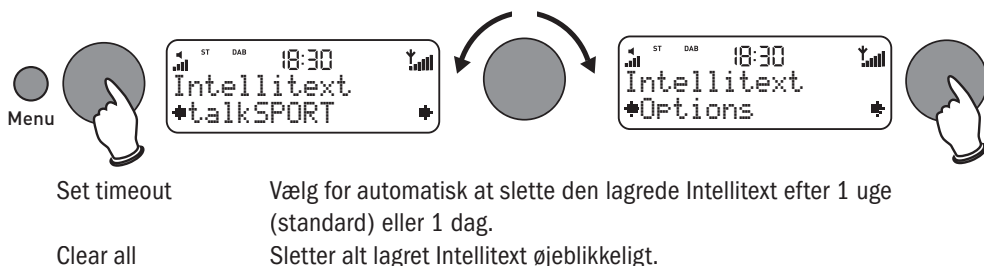 Menu
ST DAB 18:30
Intellitext
talkSPORT
ST DAB 18:30
Intellitext
Options
Set timeout Vælg for automatisk at slette den lagrede Intellitext efter 1 uge
(standard) eller 1 dag.
Clear all Sletter alt lagret Intellitext øjeblikkeligt.